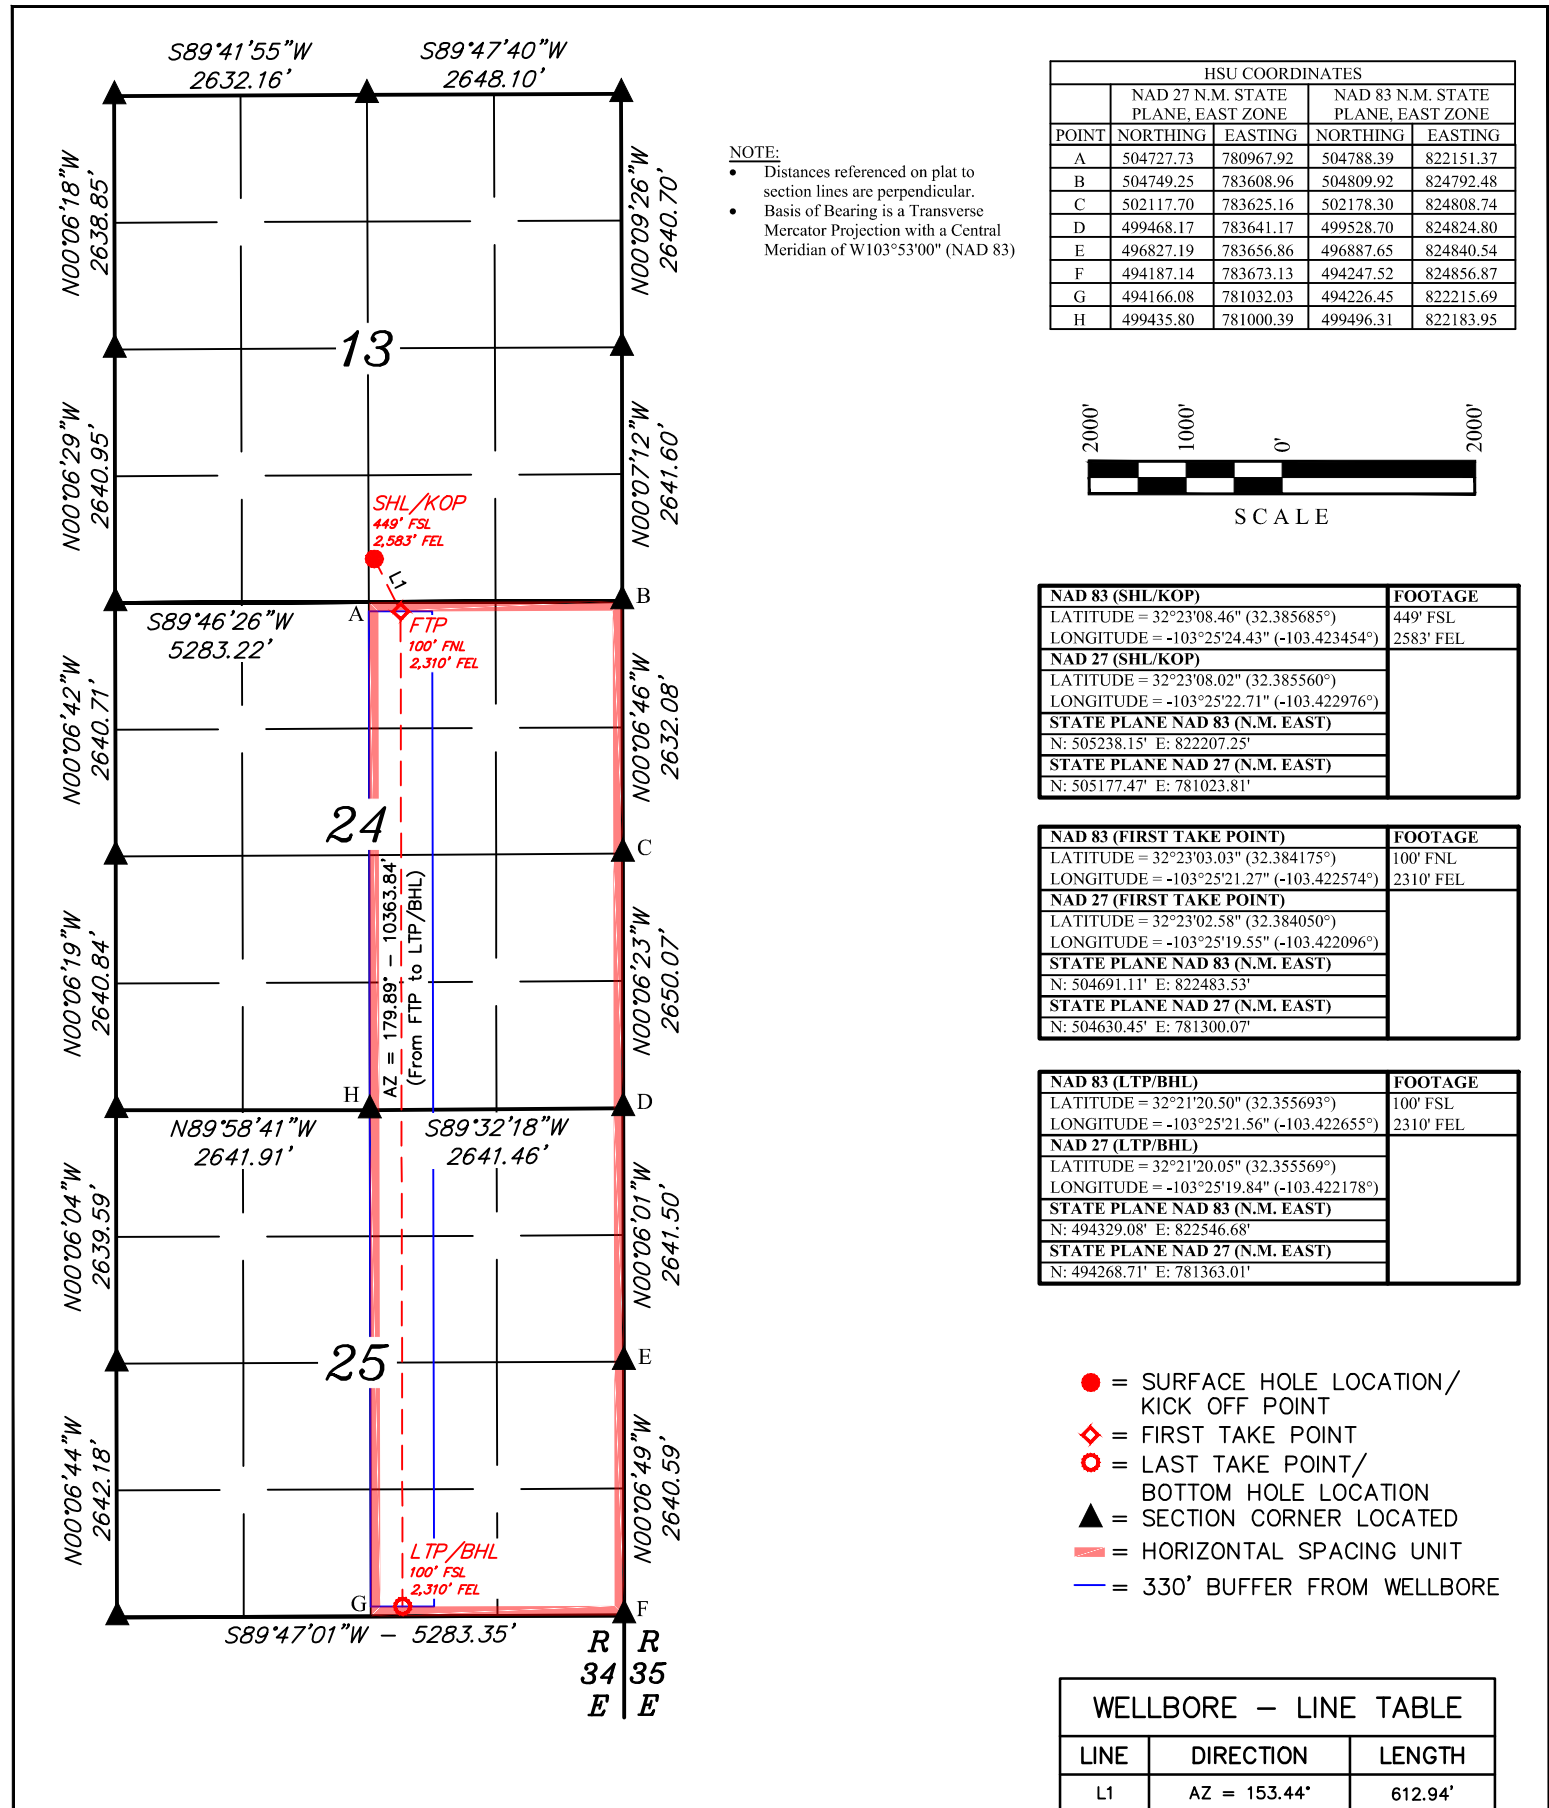 S89°41'55"W
2632.16'
S89°47'40"W
2648.10'
N00°06'18"W
2638.85'
N00°09'26"W
2640.70'
13
N00°06'29"W
2640.95'
N00°07'12"W
2641.60'
SHL/KOP
449' FSL
2,583' FEL
L1
A
B
S89°46'26"W
5283.22'
FTP
100' FNL
2,310' FEL
N00°06'42"W
2640.71'
N00°06'46"W
2632.08'
24
C
AZ = 179.89° – 10363.84'
(From FTP to LTP/BHL)
N00°06'19"W
2640.84'
N00°06'23"W
2650.07'
H
D
N89°58'41"W
2641.91'
S89°32'18"W
2641.46'
N00°06'04"W
2639.59'
N00°06'01"W
2641.50'
25
E
N00°06'44"W
2642.18'
N00°06'49"W
2640.59'
LTP/BHL
100' FSL
2,310' FEL
G
F
S89°47'01"W – 5283.35'
R R
34 35
E E
NOTE:
• Distances referenced on plat to
section lines are perpendicular.
• Basis of Bearing is a Transverse
Mercator Projection with a Central
Meridian of W103°53'00" (NAD 83)
HSU COORDINATES
NAD 27 N.M. STATE PLANE, EAST ZONE NAD 83 N.M. STATE PLANE, EAST ZONE
POINT NORTHING EASTING NORTHING EASTING
A 504727.73 780967.92 504788.39 822151.37
B 504749.25 783608.96 504809.92 824792.48
C 502117.70 783625.16 502178.30 824808.74
D 499468.17 783641.17 499528.70 824824.80
E 496827.19 783656.86 496887.65 824840.54
F 494187.14 783673.13 494247.52 824856.87
G 494166.08 781032.03 494226.45 822215.69
H 499435.80 781000.39 499496.31 822183.95
2000' 1000' 0' 2000'
SCALE
NAD 83 (SHL/KOP) FOOTAGE
LATITUDE = 32°23'08.46" (32.385685°) 449' FSL
LONGITUDE = -103°25'24.43" (-103.423454°) 2583' FEL
NAD 27 (SHL/KOP)
LATITUDE = 32°23'08.02" (32.385560°)
LONGITUDE = -103°25'22.71" (-103.422976°)
STATE PLANE NAD 83 (N.M. EAST)
N: 505238.15' E: 822207.25'
STATE PLANE NAD 27 (N.M. EAST)
N: 505177.47' E: 781023.81'
NAD 83 (FIRST TAKE POINT) FOOTAGE
LATITUDE = 32°23'03.03" (32.384175°) 100' FNL
LONGITUDE = -103°25'21.27" (-103.422574°) 2310' FEL
NAD 27 (FIRST TAKE POINT)
LATITUDE = 32°23'02.58" (32.384050°)
LONGITUDE = -103°25'19.55" (-103.422096°)
STATE PLANE NAD 83 (N.M. EAST)
N: 504691.11' E: 822483.53'
STATE PLANE NAD 27 (N.M. EAST)
N: 504630.45' E: 781300.07'
NAD 83 (LTP/BHL) FOOTAGE
LATITUDE = 32°21'20.50" (32.355693°) 100' FSL
LONGITUDE = -103°25'21.56" (-103.422655°) 2310' FEL
NAD 27 (LTP/BHL)
LATITUDE = 32°21'20.05" (32.355569°)
LONGITUDE = -103°25'19.84" (-103.422178°)
STATE PLANE NAD 83 (N.M. EAST)
N: 494329.08' E: 822546.68'
STATE PLANE NAD 27 (N.M. EAST)
N: 494268.71' E: 781363.01'
= SURFACE HOLE LOCATION/
KICK OFF POINT
= FIRST TAKE POINT
= LAST TAKE POINT/
BOTTOM HOLE LOCATION
= SECTION CORNER LOCATED
= HORIZONTAL SPACING UNIT
= 330' BUFFER FROM WELLBORE
WELLBORE – LINE TABLE
LINE DIRECTION LENGTH
L1 AZ = 153.44° 612.94'